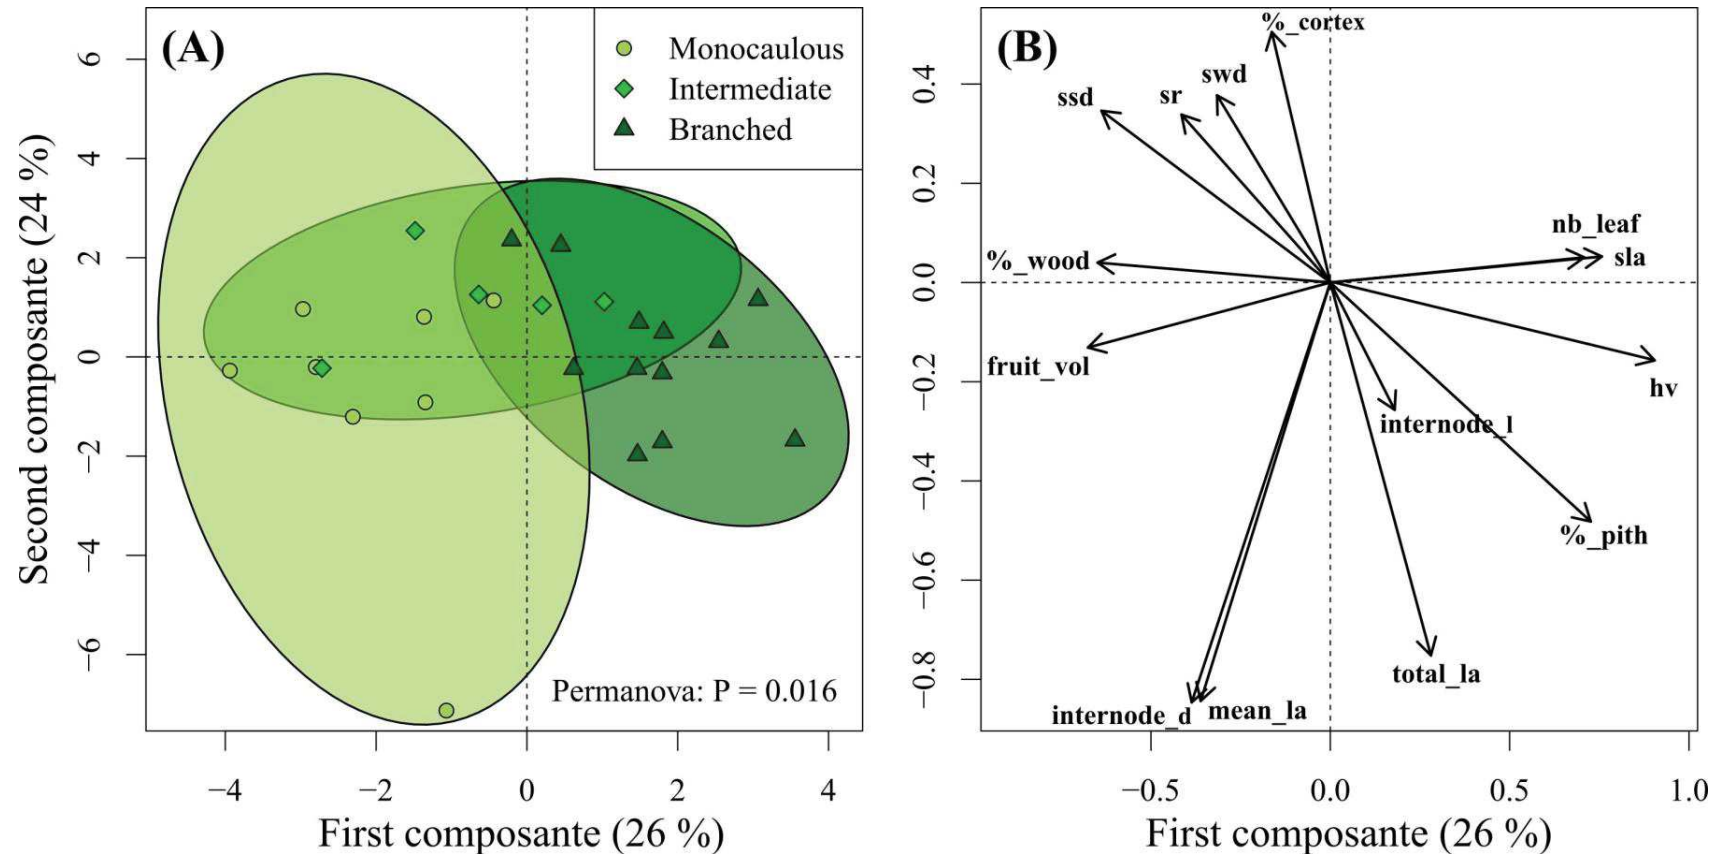 (A)
Monocaulous
Intermediate
Branched
6
4
2
0
−2
−4
−6
Second composante (24 %)
Permanova: P = 0.016
−4
−2
0
2
4
First composante (26 %)
(B)
%_cortex
swd
sr
ssd
nb_leaf
sla
%_wood
fruit_vol
hv
internode_l
%_pith
total_la
internode_d
mean_la
0.4
0.2
0.0
−0.2
−0.4
−0.6
−0.8
−0.5
0.0
0.5
1.0
First composante (26 %)